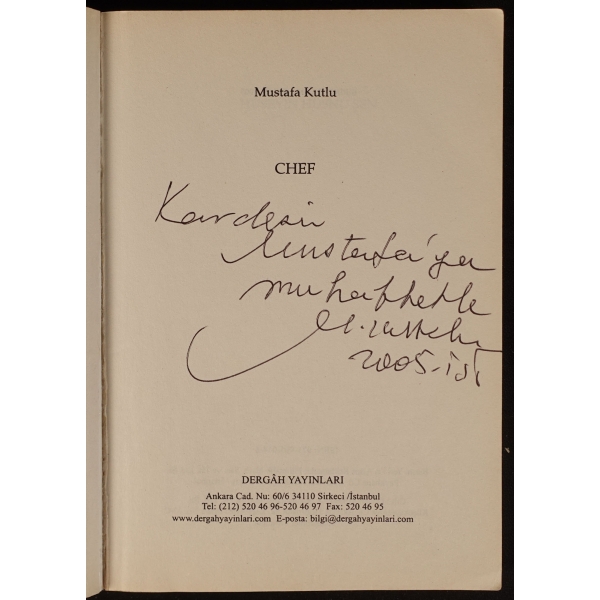 Mustafa Kutlu
CHEF
Kardeşim
Mustafa'ya
muhabbetle
M. Kutlu
2005-İst
DERGÂH YAYINLARI
Ankara Cad. Nu: 60/6 34110 Sirkeci /İstanbul
Tel: (212) 520 46 96-520 46 97 Fax: 520 46 95
www.dergahyayinlari.com E-posta: bilgi@dergahyayinlari.com